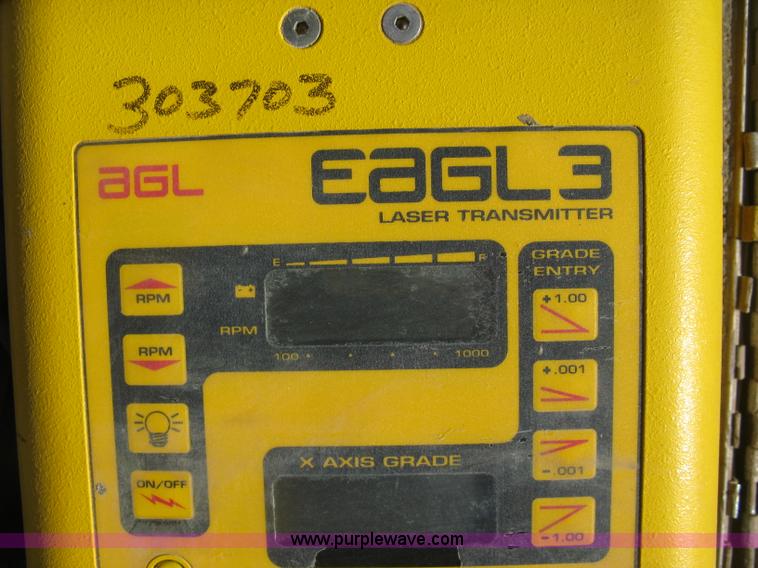 303703
aGL
EaGL3
LASER TRANSMITTER
E R
GRADE
ENTRY
RPM
+1.00
RPM
100 1000
RPM
+.001
X AXIS GRADE
-.001
ON/OFF
-1.00
www.purplewave.com